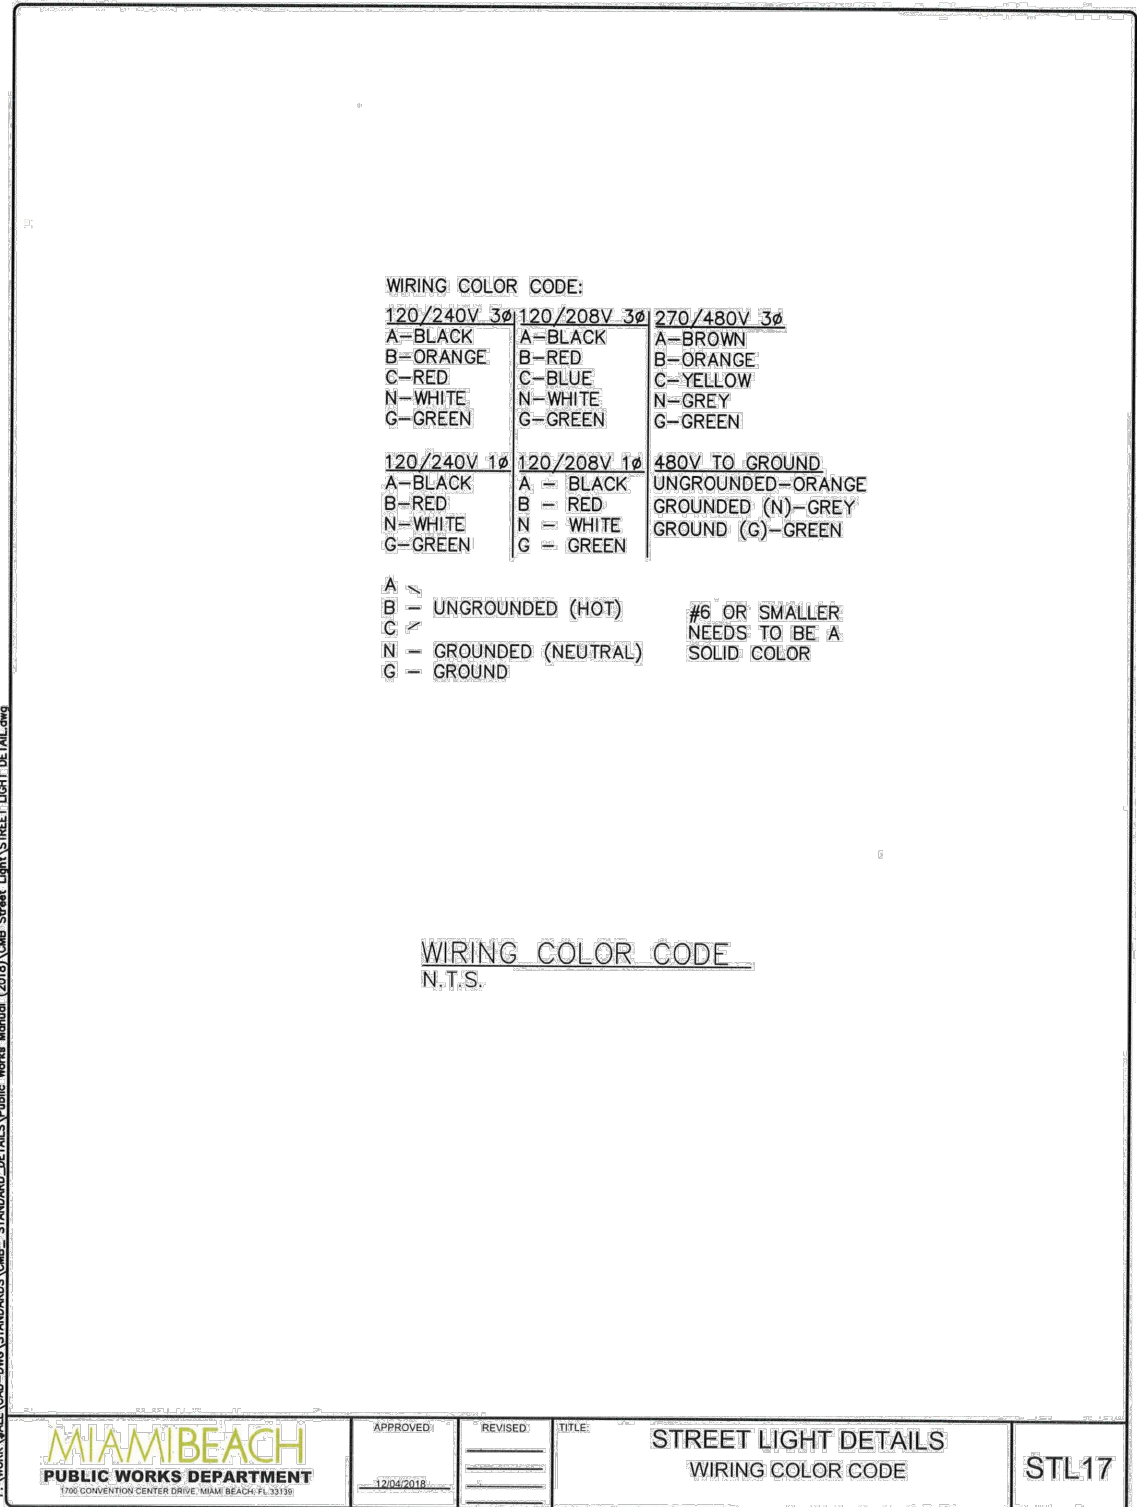 WIRING COLOR CODE:
120/240V 3ø
A-BLACK
B-ORANGE
C-RED
N-WHITE
G-GREEN
120/208V 3ø
A-BLACK
B-RED
C-BLUE
N-WHITE
G-GREEN
270/480V 3ø
A-BROWN
B-ORANGE
C-YELLOW
N-GREY
G-GREEN
120/240V 1ø
A-BLACK
B-RED
N-WHITE
G-GREEN
120/208V 1ø
A - BLACK
B - RED
N - WHITE
G - GREEN
480V TO GROUND
UNGROUNDED-ORANGE
GROUNDED (N)-GREY
GROUND (G)-GREEN
A
B - UNGROUNDED (HOT)
C
N - GROUNDED (NEUTRAL)
G - GROUND
#6 OR SMALLER
NEEDS TO BE A
SOLID COLOR
WIRING COLOR CODE
N.T.S.
MIAMIBEACH
PUBLIC WORKS DEPARTMENT
1700 CONVENTION CENTER DRIVE, MIAMI BEACH, FL 33139
APPROVED
12/04/2018
REVISED
TITLE:
STREET LIGHT DETAILS
WIRING COLOR CODE
STL17